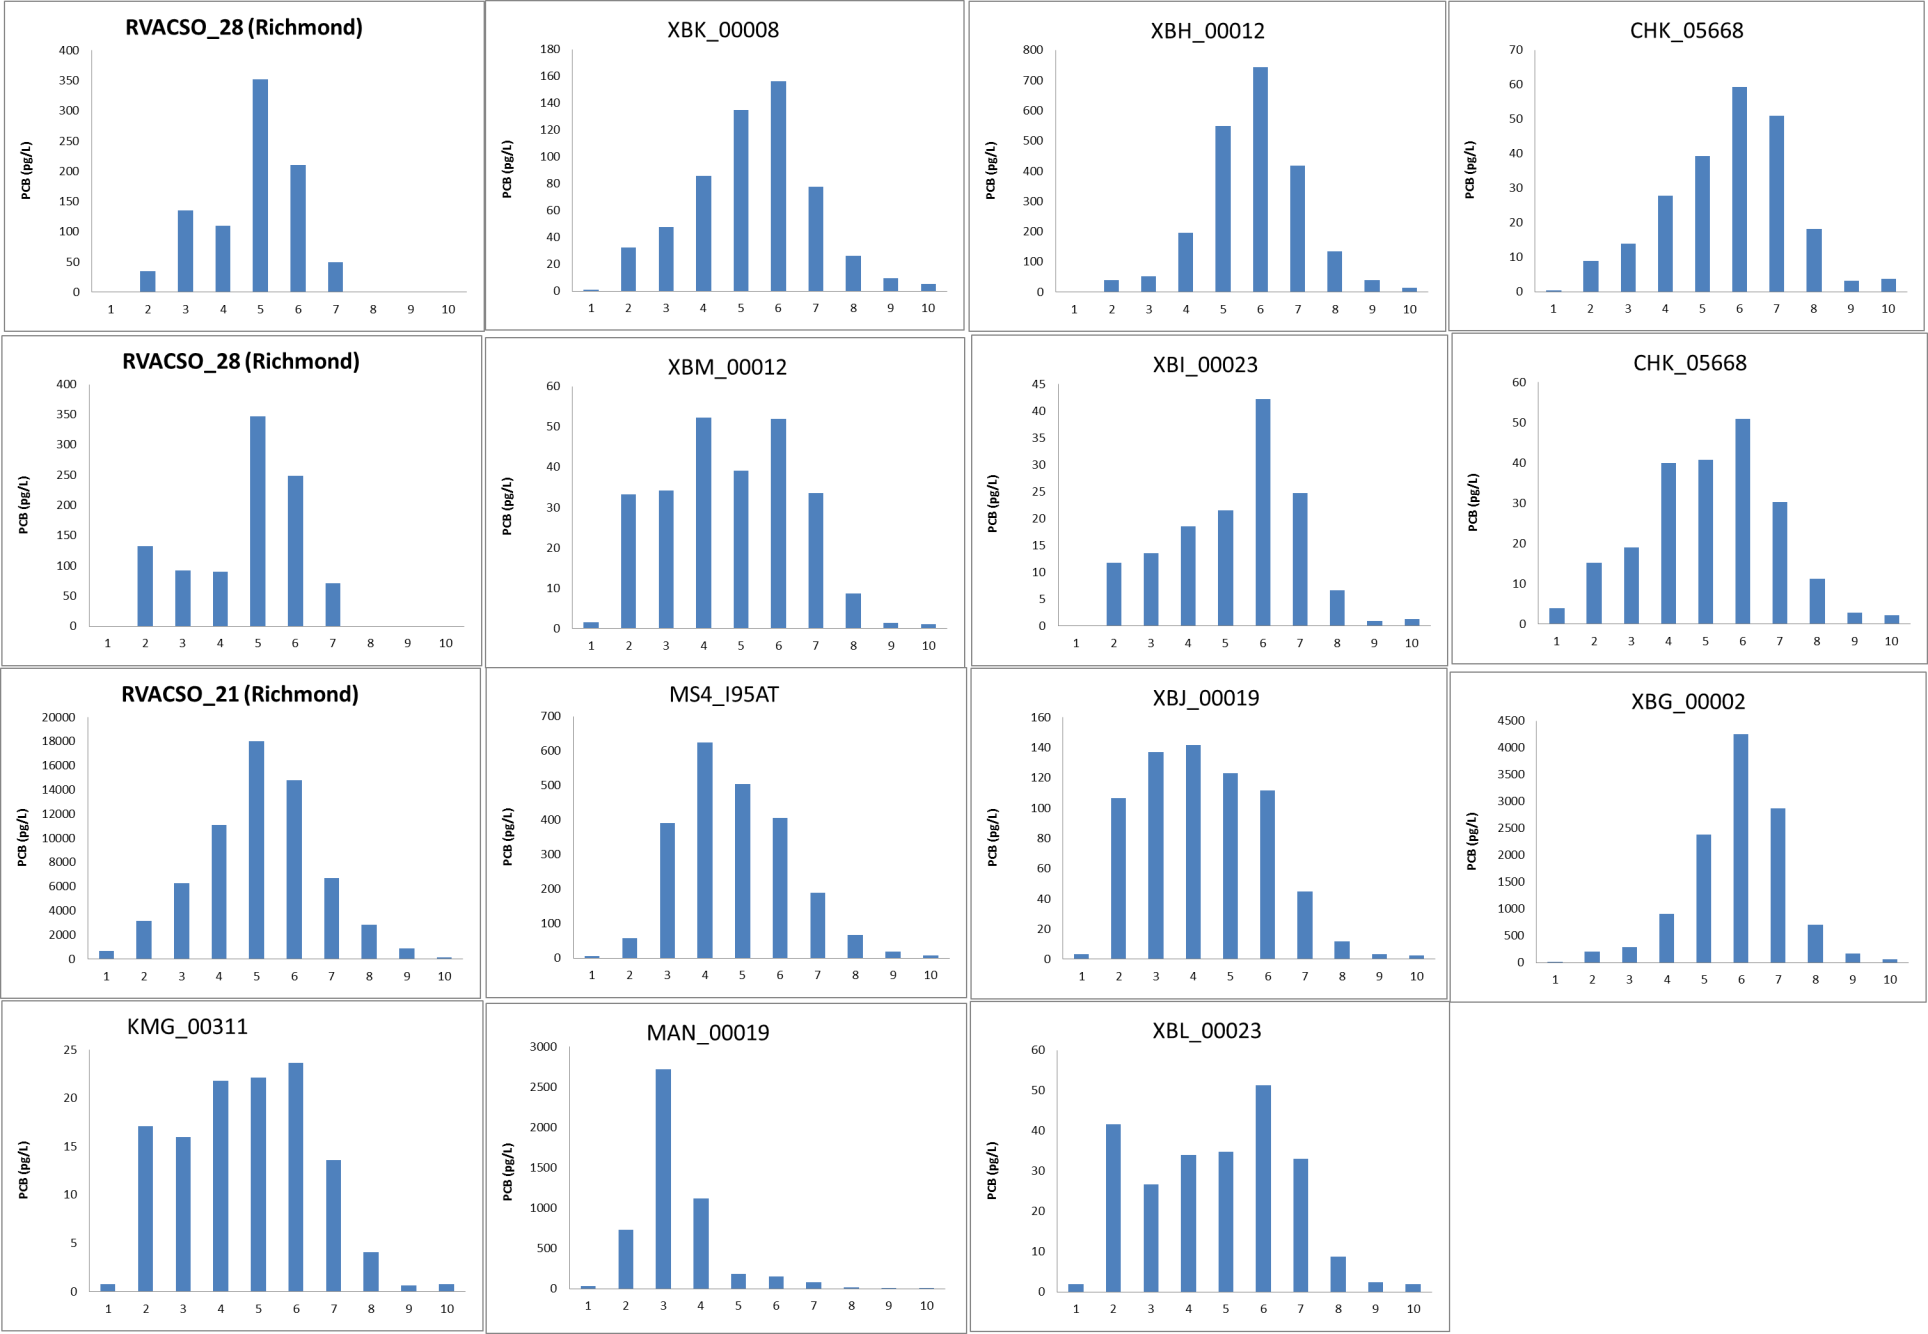 RVACSO_28 (Richmond)
400
350
300
250
200
150
100
50
0
PCB (pg/L)
1 2 3 4 5 6 7 8 9 10
XBK_00008
180
160
140
120
100
80
60
40
20
0
PCB (pg/L)
1 2 3 4 5 6 7 8 9 10
XBH_00012
800
700
600
500
400
300
200
100
0
PCB (pg/L)
1 2 3 4 5 6 7 8 9 10
CHK_05668
70
60
50
40
30
20
10
0
PCB (pg/L)
1 2 3 4 5 6 7 8 9 10
RVACSO_28 (Richmond)
400
350
300
250
200
150
100
50
0
PCB (pg/L)
1 2 3 4 5 6 7 8 9 10
XBM_00012
60
50
40
30
20
10
0
PCB (pg/L)
1 2 3 4 5 6 7 8 9 10
XBI_00023
45
40
35
30
25
20
15
10
5
0
PCB (pg/L)
1 2 3 4 5 6 7 8 9 10
CHK_05668
60
50
40
30
20
10
0
PCB (pg/L)
1 2 3 4 5 6 7 8 9 10
RVACSO_21 (Richmond)
20000
18000
16000
14000
12000
10000
8000
6000
4000
2000
0
PCB (pg/L)
1 2 3 4 5 6 7 8 9 10
MS4_I95AT
700
600
500
400
300
200
100
0
PCB (pg/L)
1 2 3 4 5 6 7 8 9 10
XBJ_00019
160
140
120
100
80
60
40
20
0
PCB (pg/L)
1 2 3 4 5 6 7 8 9 10
XBG_00002
4500
4000
3500
3000
2500
2000
1500
1000
500
0
PCB (pg/L)
1 2 3 4 5 6 7 8 9 10
KMG_00311
25
20
15
10
5
0
PCB (pg/L)
1 2 3 4 5 6 7 8 9 10
MAN_00019
3000
2500
2000
1500
1000
500
0
PCB (pg/L)
1 2 3 4 5 6 7 8 9 10
XBL_00023
60
50
40
30
20
10
0
PCB (pg/L)
1 2 3 4 5 6 7 8 9 10